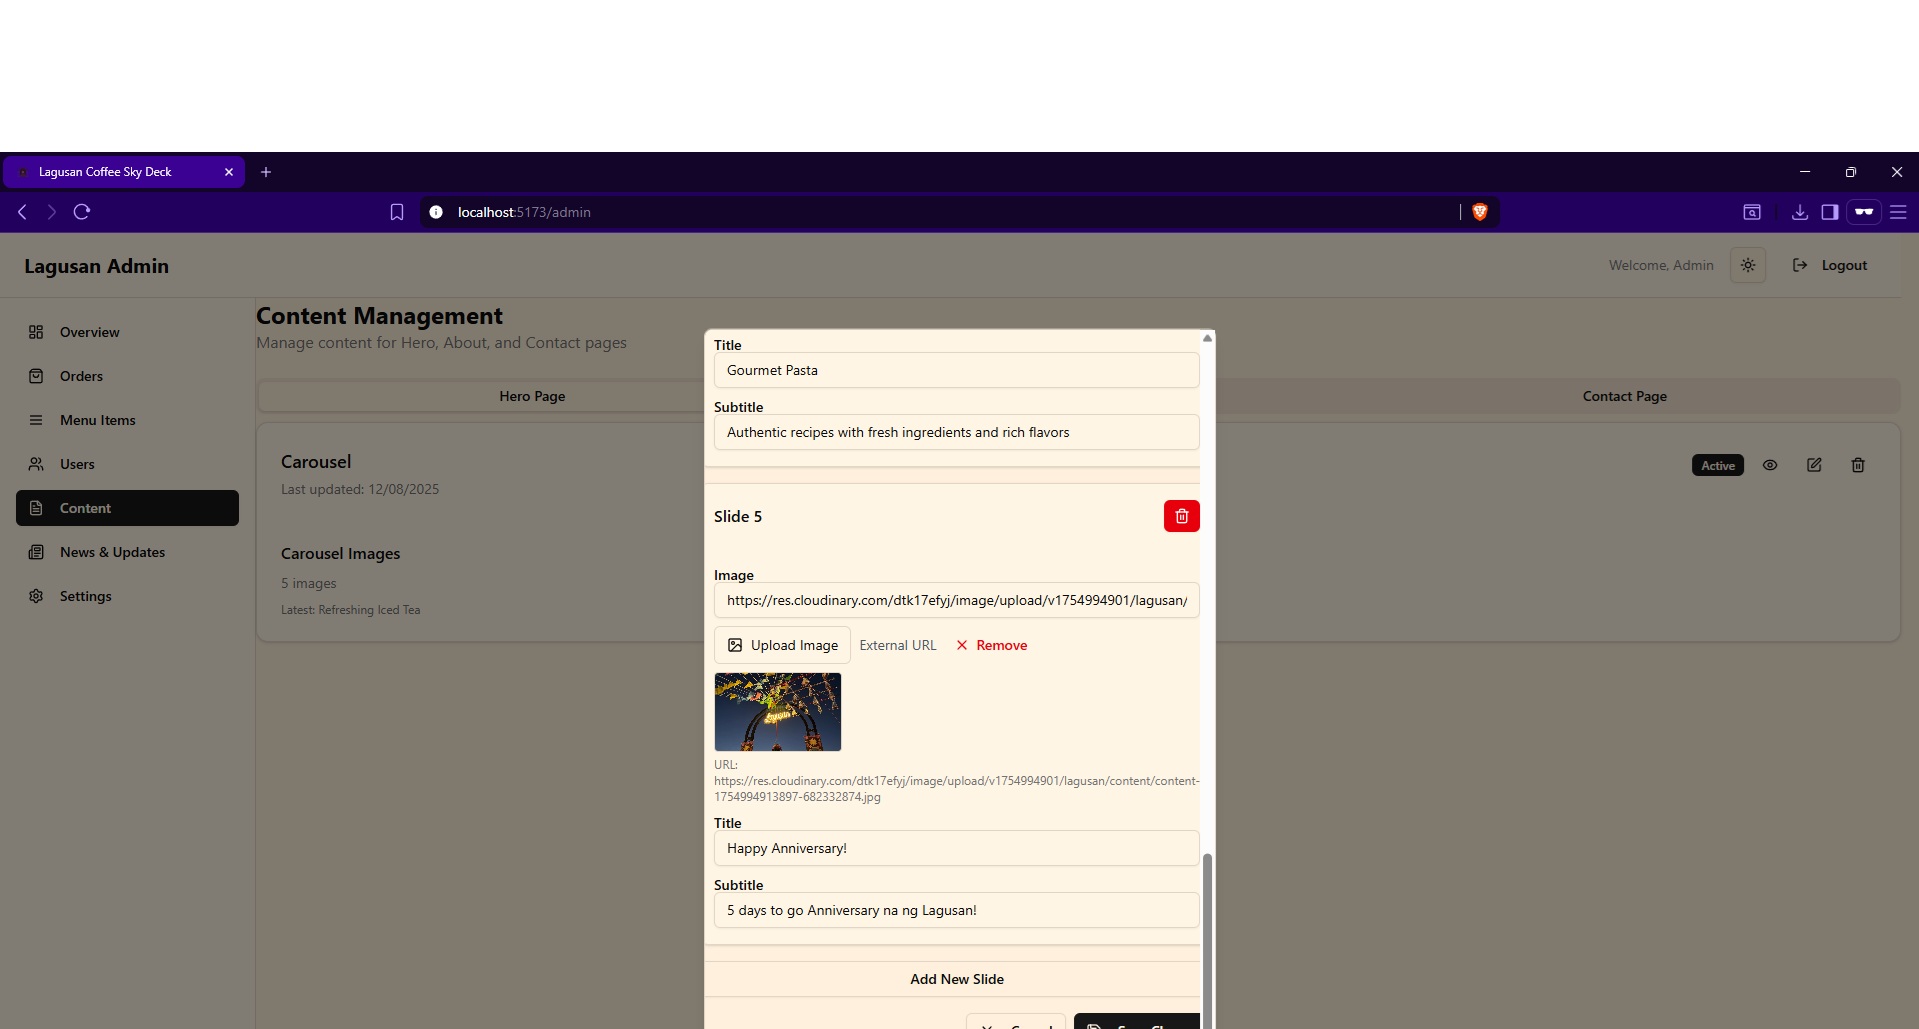 Lagusan Coffee Sky Deck
localhost:5173/admin
Lagusan Admin
Welcome, Admin
Logout
Overview
Orders
Menu Items
Users
Content
News & Updates
Settings
Content Management
Manage content for Hero, About, and Contact pages
Hero Page
Contact Page
Carousel
Last updated: 12/08/2025
Active
Carousel Images
5 images
Latest: Refreshing Iced Tea
Title
Gourmet Pasta
Subtitle
Authentic recipes with fresh ingredients and rich flavors
Slide 5
Image
https://res.cloudinary.com/dtk17efyj/image/upload/v1754994901/lagusan/
Upload Image
External URL
Remove
Lagusan
URL:
https://res.cloudinary.com/dtk17efyj/image/upload/v1754994901/lagusan/content/content-
1754994913897-682332874.jpg
Title
Happy Anniversary!
Subtitle
5 days to go Anniversary na ng Lagusan!
Add New Slide